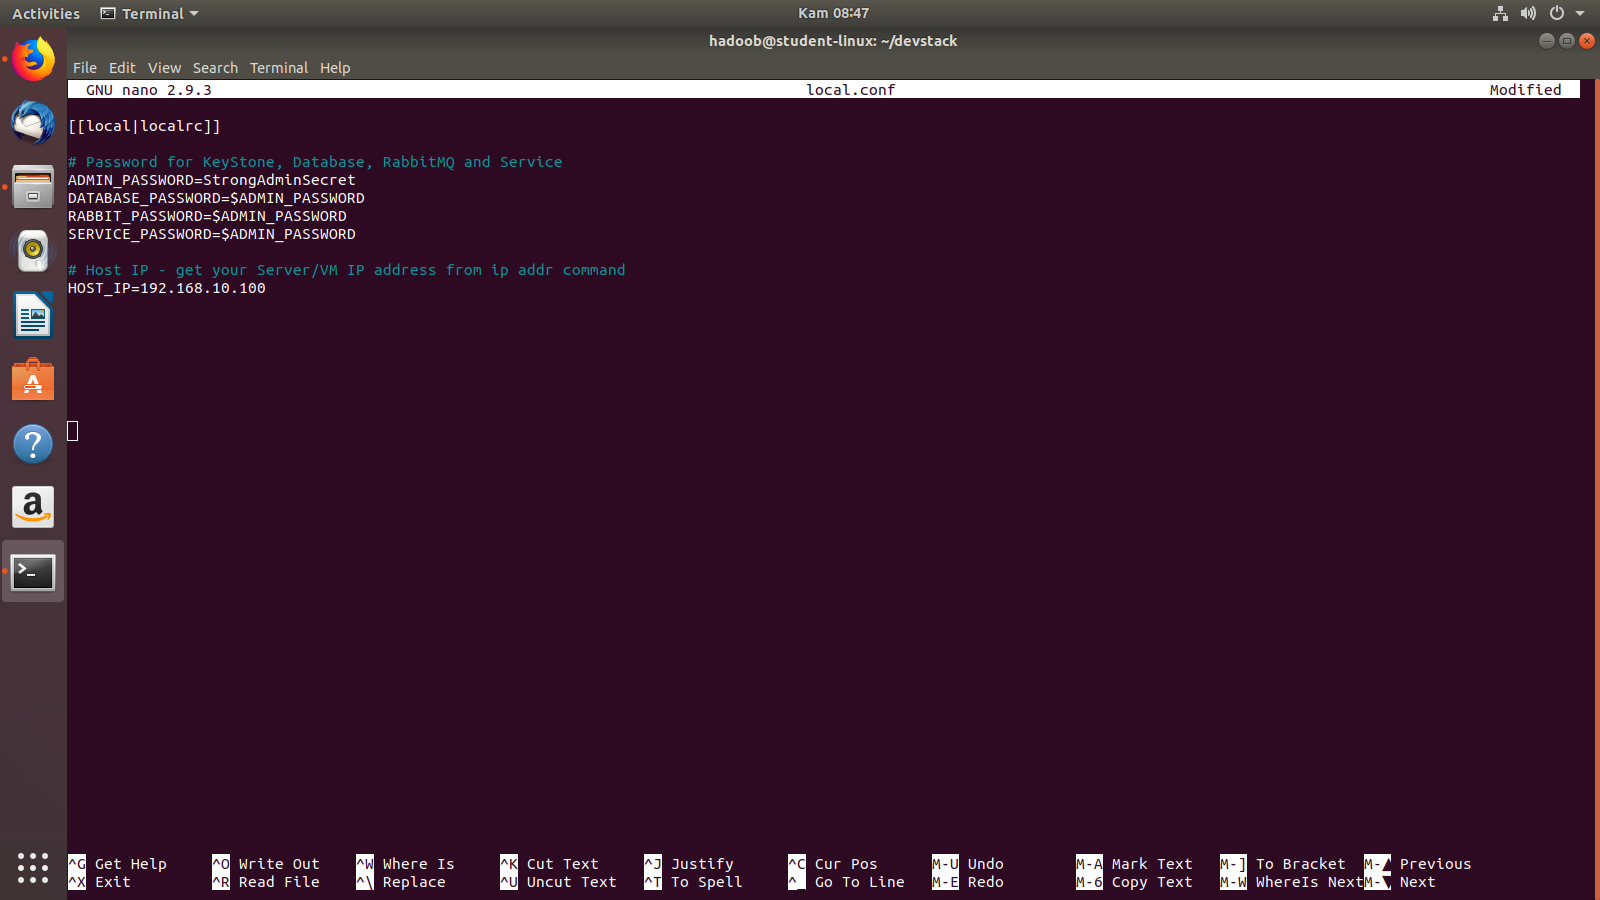 Activities Terminal Kam 08:47
hadoob@student-linux: ~/devstack
File Edit View Search Terminal Help
GNU nano 2.9.3 local.conf Modified
[[local|localrc]]
# Password for KeyStone, Database, RabbitMQ and Service
ADMIN_PASSWORD=StrongAdminSecret
DATABASE_PASSWORD=$ADMIN_PASSWORD
RABBIT_PASSWORD=$ADMIN_PASSWORD
SERVICE_PASSWORD=$ADMIN_PASSWORD
# Host IP - get your Server/VM IP address from ip addr command
HOST_IP=192.168.10.100
^G Get Help ^O Write Out ^W Where Is ^K Cut Text ^J Justify ^C Cur Pos M-U Undo M-A Mark Text M-] To Bracket M-▲ Previous
^X Exit ^R Read File ^\ Replace ^U Uncut Text ^T To Spell ^_ Go To Line M-E Redo M-6 Copy Text M-W WhereIs Next M-▼ Next